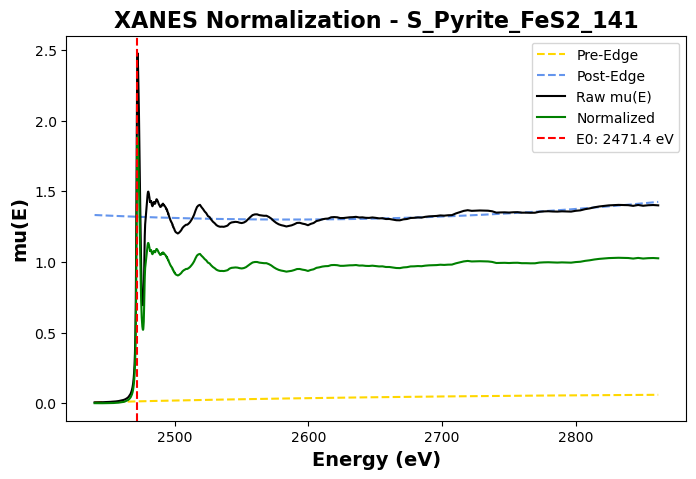 XANES Normalization - S_Pyrite_FeS2_141
mu(E)
2.5
2.0
1.5
1.0
0.5
0.0
Pre-Edge
Post-Edge
Raw mu(E)
Normalized
E0: 2471.4 eV
2500
2600
2700
2800
Energy (eV)